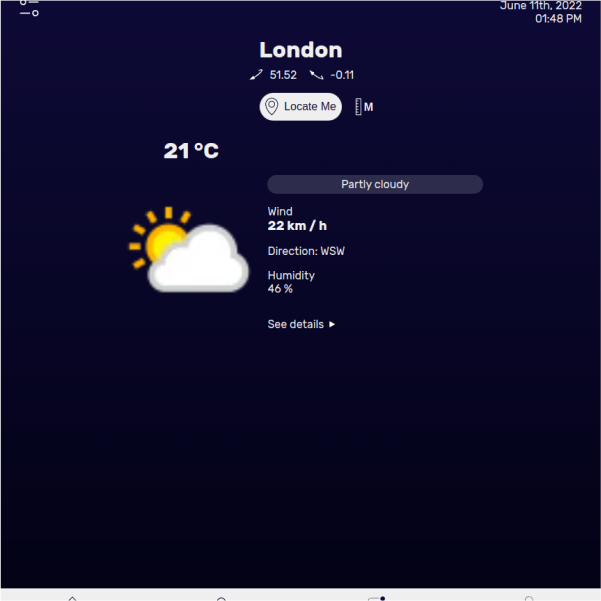 June 11th, 2022
01:48 PM
London
51.52 -0.11
Locate Me M
21 °C
Partly cloudy
Wind
22 km / h
Direction: WSW
Humidity
46 %
See details